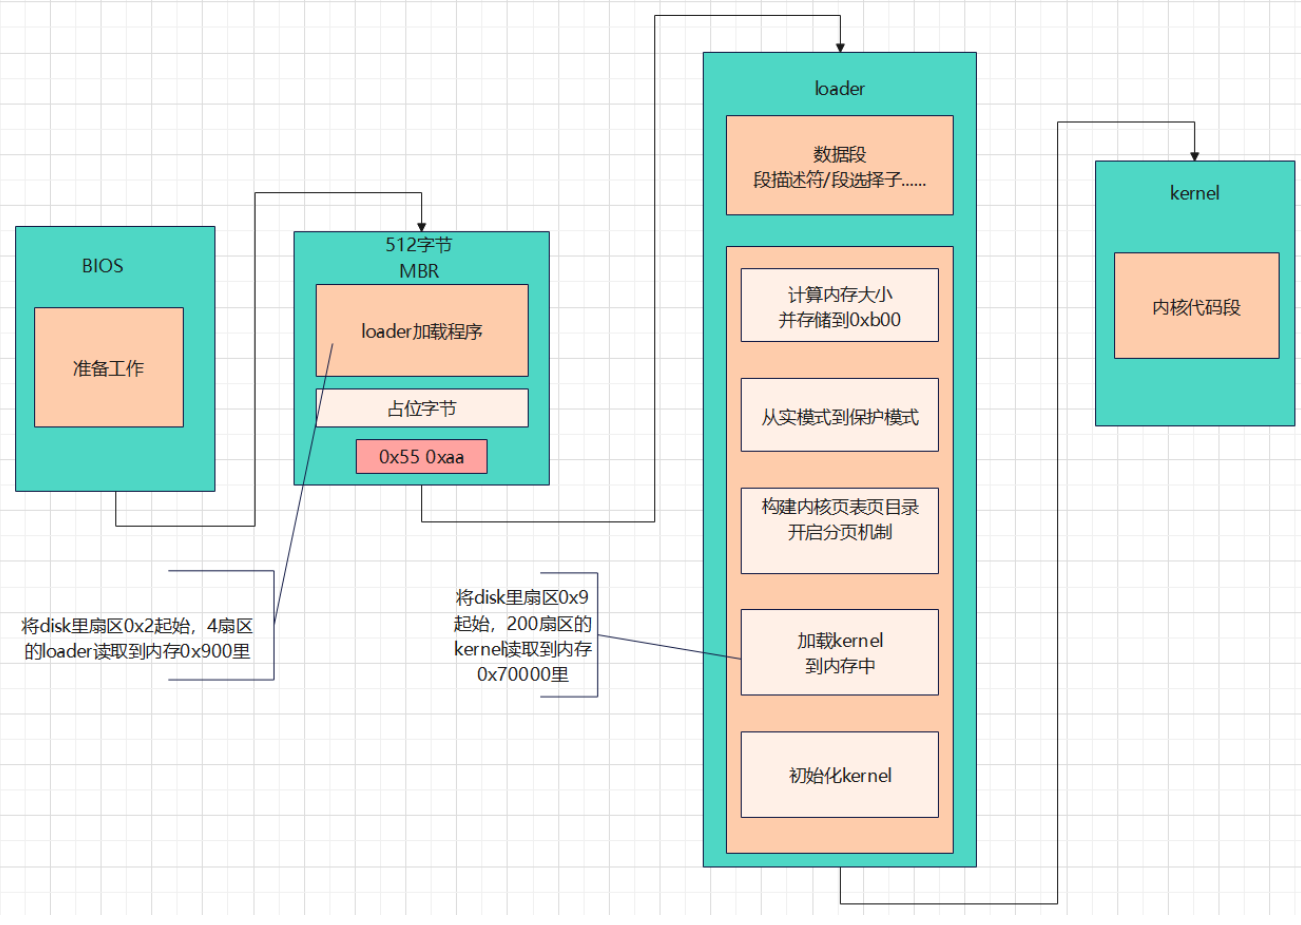 BIOS
准备工作
512字节
MBR
loader加载程序
占位字节
0x55 0xaa
将disk里扇区0x2起始，4扇区
的loader读取到内存0x900里
将disk里扇区0x9
起始，200扇区的
kernel读取到内存
0x70000里
loader
数据段
段描述符/段选择子......
计算内存大小
并存储到0xb00
从实模式到保护模式
构建内核页表页目录
开启分页机制
加载kernel
到内存中
初始化kernel
kernel
内核代码段